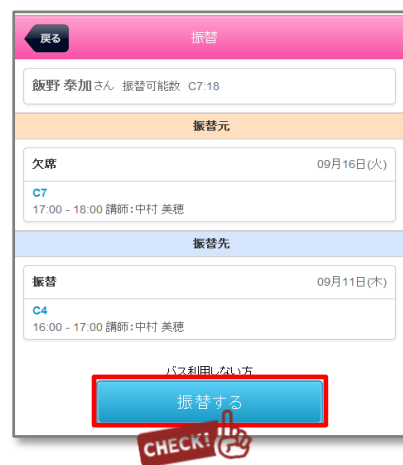 戻る
振替
飯野 泰加さん 振替可能数 C7:18
振替元
欠席 09月16日(火)
C7
17:00 - 18:00 講師:中村 美穂
振替先
振替 09月11日(木)
C4
16:00 - 17:00 講師:中村 美穂
バス利用しない方
振替する
CHECK!